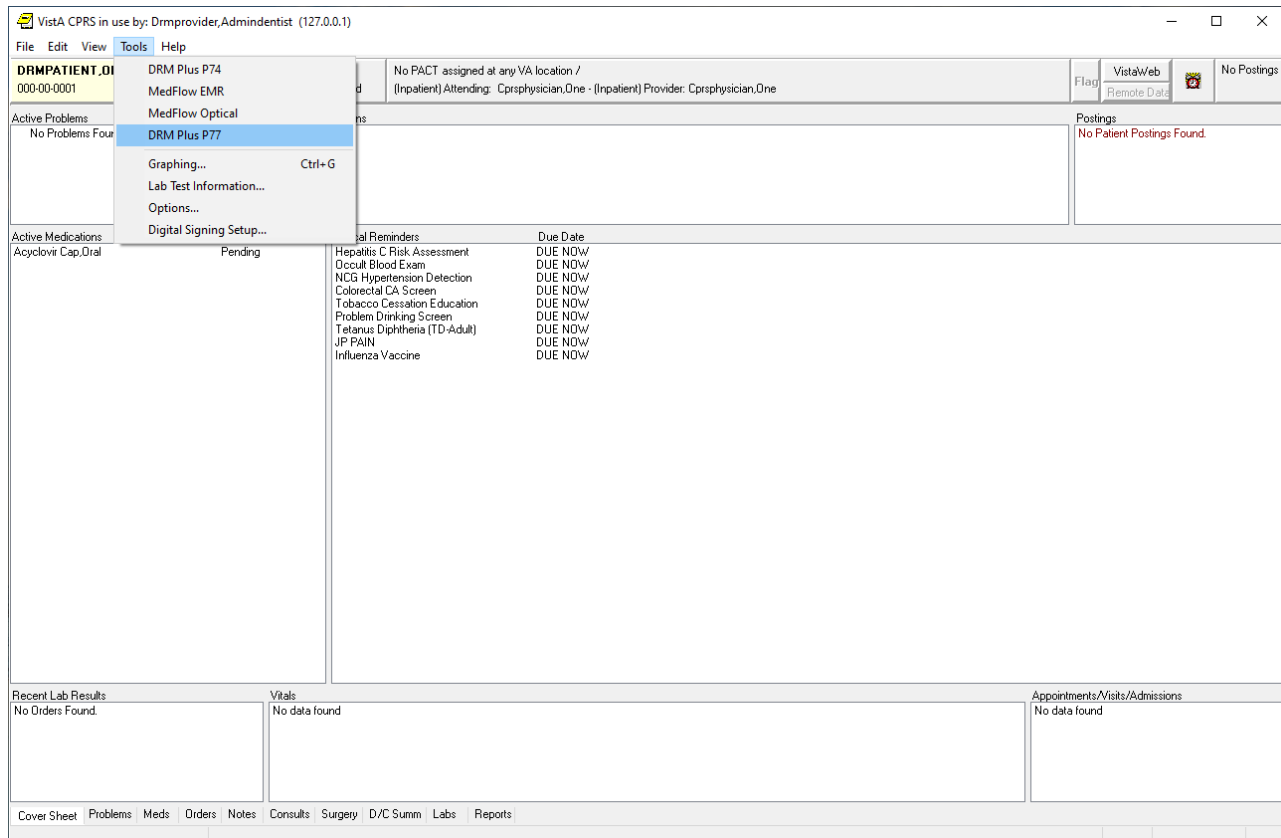 VistA CPRS in use by: Drmprovider,Admindentist (127.0.0.1)
File Edit View Tools Help
DRM Plus P74
MedFlow EMR
MedFlow Optical
DRM Plus P77
Graphing... Ctrl+G
Lab Test Information...
Options...
Digital Signing Setup...
000-00-0001
No PACT assigned at any VA location /
(Inpatient) Attending: Cprsphysician,One - (Inpatient) Provider: Cprsphysician,One
Flag
VistaWeb
Remote Data
No Postings
Active Problems
No Problems
Postings
No Patient Postings Found.
Active Medications
Acyclovir Cap,Oral Pending
Reminders Due Date
Hepatitis C Risk Assessment DUE NOW
Occult Blood Exam DUE NOW
NCG Hypertension Detection DUE NOW
Colorectal CA Screen DUE NOW
Tobacco Cessation Education DUE NOW
Problem Drinking Screen DUE NOW
Tetanus Diphtheria (TD-Adult) DUE NOW
JP PAIN DUE NOW
Influenza Vaccine DUE NOW
Recent Lab Results
No Orders Found.
Vitals
No data found
Appointments/Visits/Admissions
No data found
Cover Sheet Problems Meds Orders Notes Consults Surgery D/C Summ Labs Reports